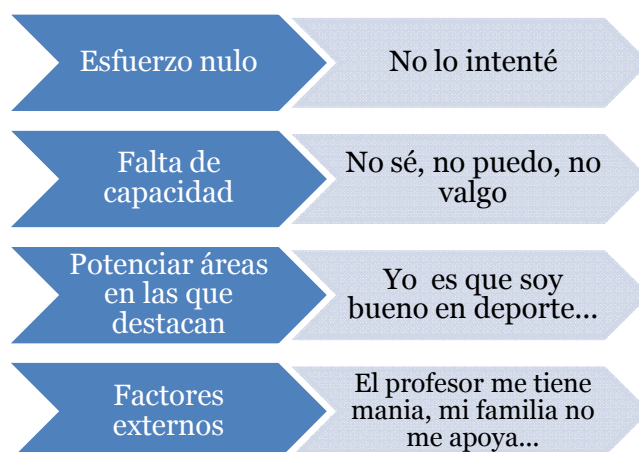 Esfuerzo nulo
No lo intenté
Falta de
capacidad
No sé, no puedo, no
valgo
Potenciar áreas
en las que
destacan
Yo es que soy
bueno en deporte...
Factores
externos
El profesor me tiene
mania, mi familia no
me apoya...